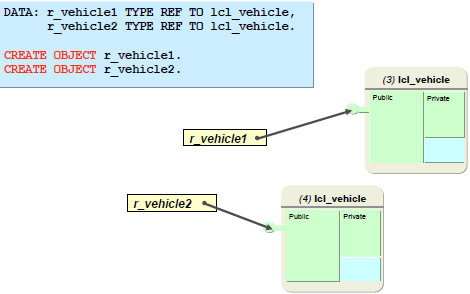 DATA: r_vehicle1 TYPE REF TO lcl_vehicle,
r_vehicle2 TYPE REF TO lcl_vehicle.
CREATE OBJECT r_vehicle1.
CREATE OBJECT r_vehicle2.
(3) lcl_vehicle
Public Private
r_vehicle1
r_vehicle2
(4) lcl_vehicle
Public Private